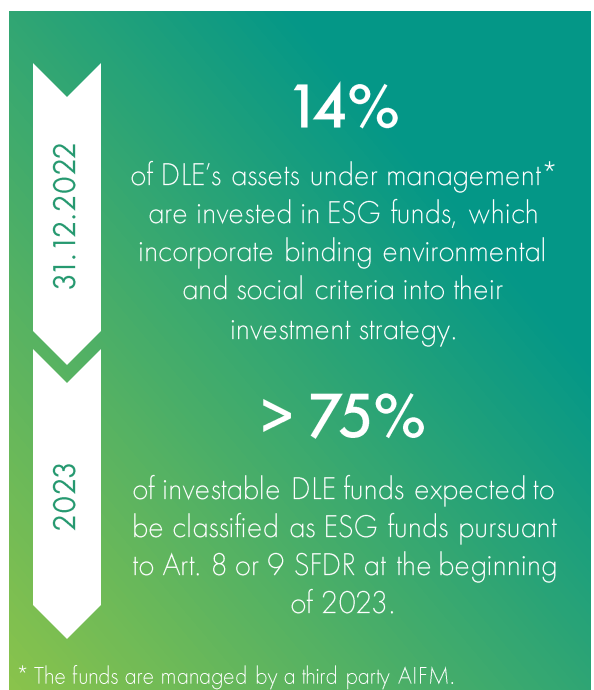 31.12.2022
14%
of DLE’s assets under management*
are invested in ESG funds, which
incorporate binding environmental
and social criteria into their
investment strategy.
2023
> 75%
of investable DLE funds expected to
be classified as ESG funds pursuant
to Art. 8 or 9 SFDR at the beginning
of 2023.
* The funds are managed by a third party AIFM.